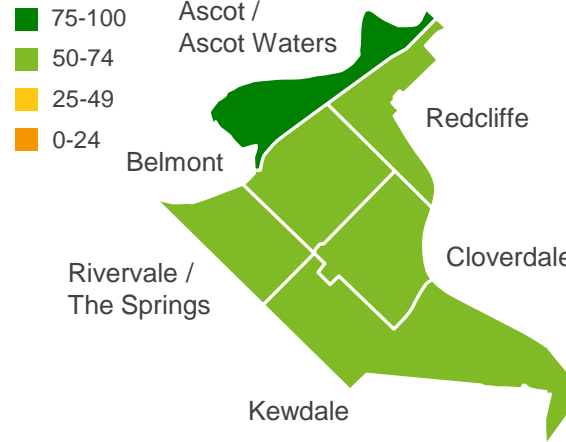 75-100
50-74
25-49
0-24
Ascot /
Ascot Waters
Redcliffe
Belmont
Cloverdale
Rivervale /
The Springs
Kewdale